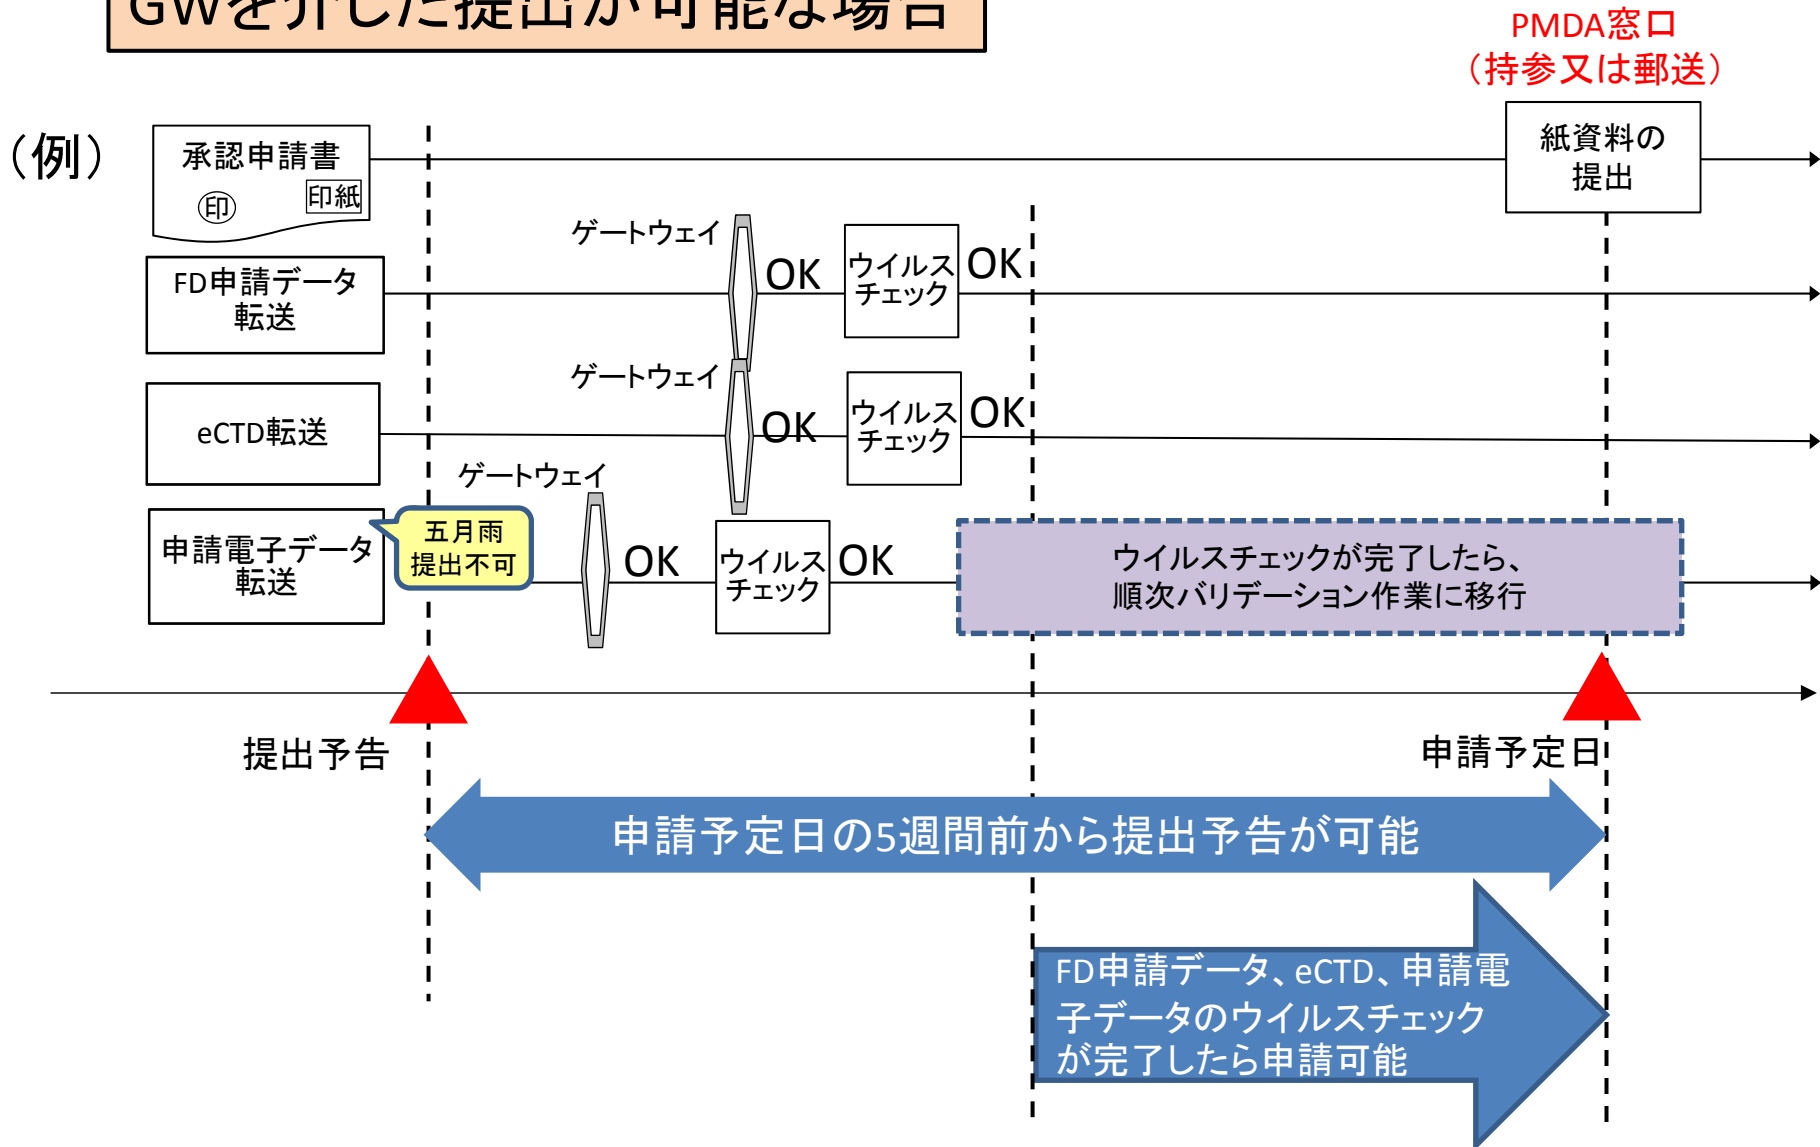 GWを介した提出が可能な場合
PMDA窓口
（持参又は郵送）
（例）
承認申請書
印
印紙
紙資料の
提出
ゲートウェイ
FD申請データ
転送
OK
ウイルス
チェック
OK
ゲートウェイ
eCTD転送
OK
ウイルス
チェック
OK
ゲートウェイ
申請電子データ
転送
五月雨
提出不可
OK
ウイルス
チェック
OK
ウイルスチェックが完了したら、
順次バリデーション作業に移行
提出予告
申請予定日
申請予定日の5週間前から提出予告が可能
FD申請データ、eCTD、申請電
子データのウイルスチェック
が完了したら申請可能